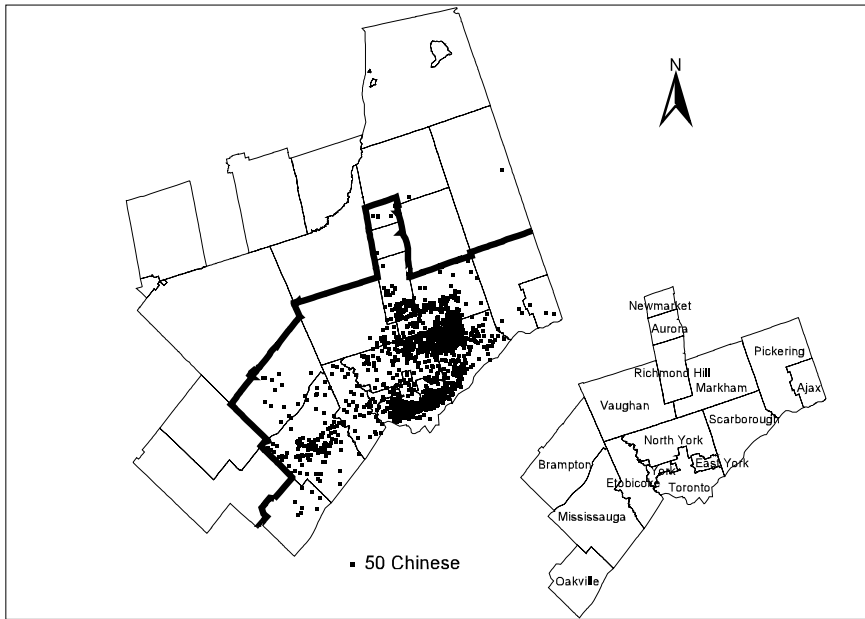 N
Newmarket
Aurora
Pickering
Richmond Hill
Ajax
Markham
Vaughan
Scarborough
North York
Brampton
East York
York
Etobicoke
Toronto
Mississauga
50 Chinese
Oakville